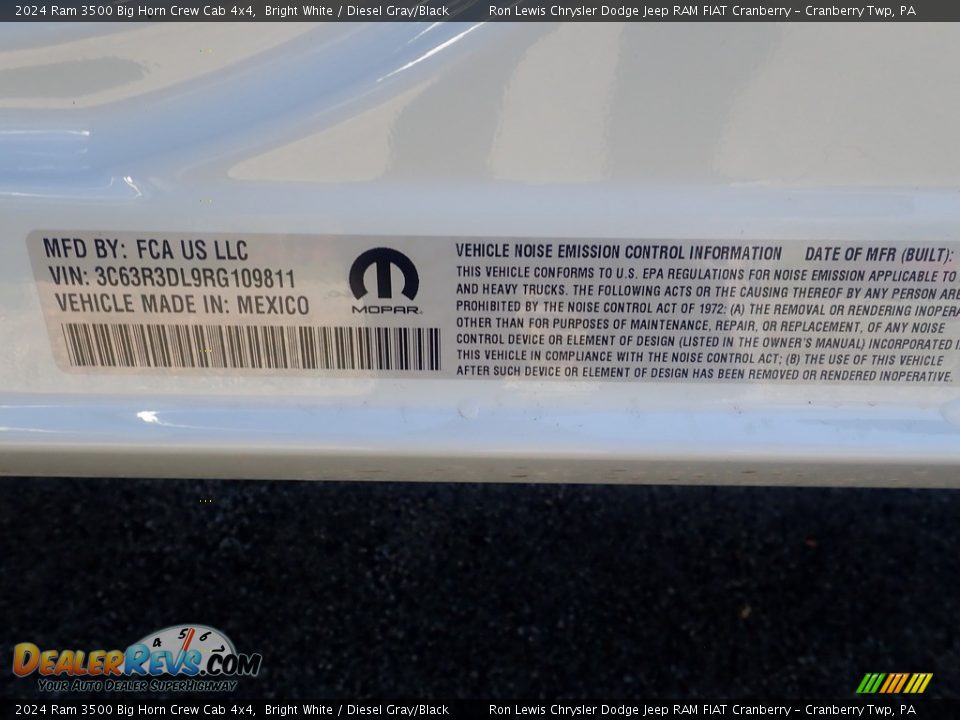 2024 Ram 3500 Big Horn Crew Cab 4x4,  Bright White / Diesel Gray/Black    Ron Lewis Chrysler Dodge Jeep RAM FIAT Cranberry – Cranberry Twp, PA
MFD BY: FCA US LLC
VIN: 3C63R3DL9RG109811
VEHICLE MADE IN: MEXICO
MOPAR
VEHICLE NOISE EMISSION CONTROL INFORMATION    DATE OF MFR (BUILT):
THIS VEHICLE CONFORMS TO U.S. EPA REGULATIONS FOR NOISE EMISSION APPLICABLE TO
AND HEAVY TRUCKS. THE FOLLOWING ACTS OR THE CAUSING THEREOF BY ANY PERSON ARE
PROHIBITED BY THE NOISE CONTROL ACT OF 1972: (A) THE REMOVAL OR RENDERING INOPERA
OTHER THAN FOR PURPOSES OF MAINTENANCE, REPAIR, OR REPLACEMENT, OF ANY NOISE
CONTROL DEVICE OR ELEMENT OF DESIGN (LISTED IN THE OWNER'S MANUAL) INCORPORATED
THIS VEHICLE IN COMPLIANCE WITH THE NOISE CONTROL ACT; (B) THE USE OF THIS VEHICLE
AFTER SUCH DEVICE OR ELEMENT OF DESIGN HAS BEEN REMOVED OR RENDERED INOPERATIVE.
4 5 6 7
DealerRevs.com
Your Auto Dealer SuperHighway
2024 Ram 3500 Big Horn Crew Cab 4x4,  Bright White / Diesel Gray/Black    Ron Lewis Chrysler Dodge Jeep RAM FIAT Cranberry – Cranberry Twp, PA